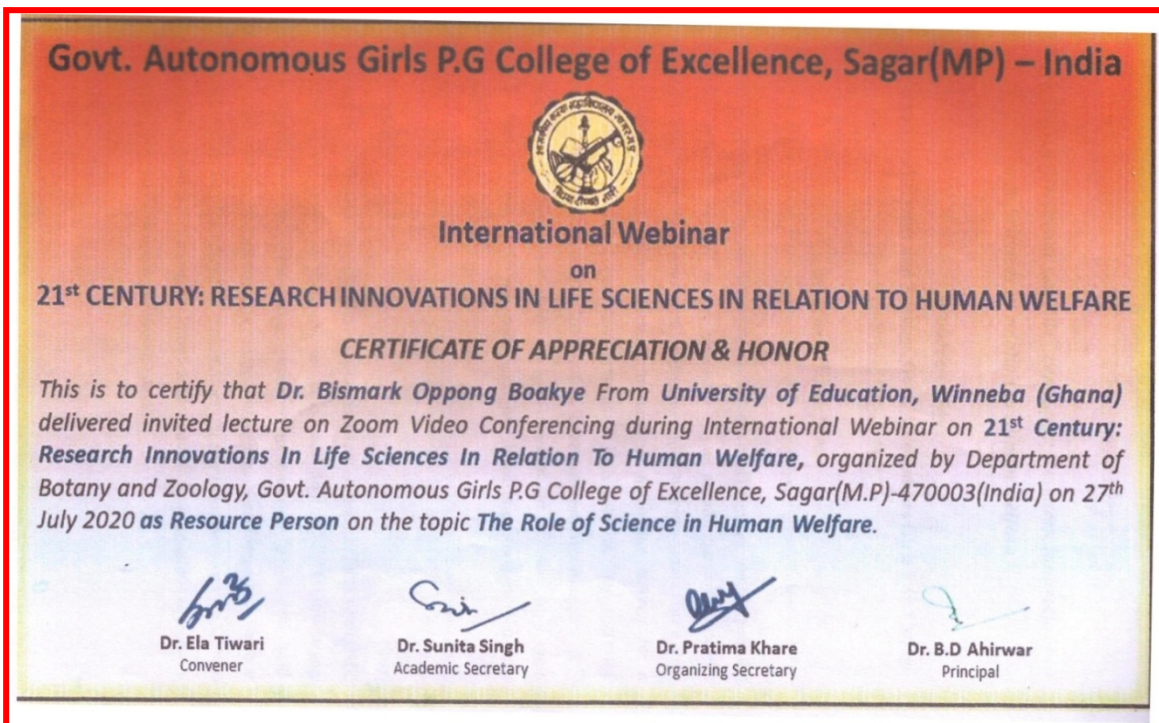 Govt. Autonomous Girls P.G College of Excellence, Sagar(MP) – India
International Webinar
on
21st CENTURY: RESEARCH INNOVATIONS IN LIFE SCIENCES IN RELATION TO HUMAN WELFARE
CERTIFICATE OF APPRECIATION & HONOR
This is to certify that Dr. Bismark Oppong Boakye From University of Education, Winneba (Ghana)
delivered invited lecture on Zoom Video Conferencing during International Webinar on 21st Century:
Research Innovations In Life Sciences In Relation To Human Welfare, organized by Department of
Botany and Zoology, Govt. Autonomous Girls P.G College of Excellence, Sagar(M.P)-470003(India) on 27th
July 2020 as Resource Person on the topic The Role of Science in Human Welfare.
Dr. Ela Tiwari
Convener
Dr. Sunita Singh
Academic Secretary
Dr. Pratima Khare
Organizing Secretary
Dr. B.D Ahirwar
Principal